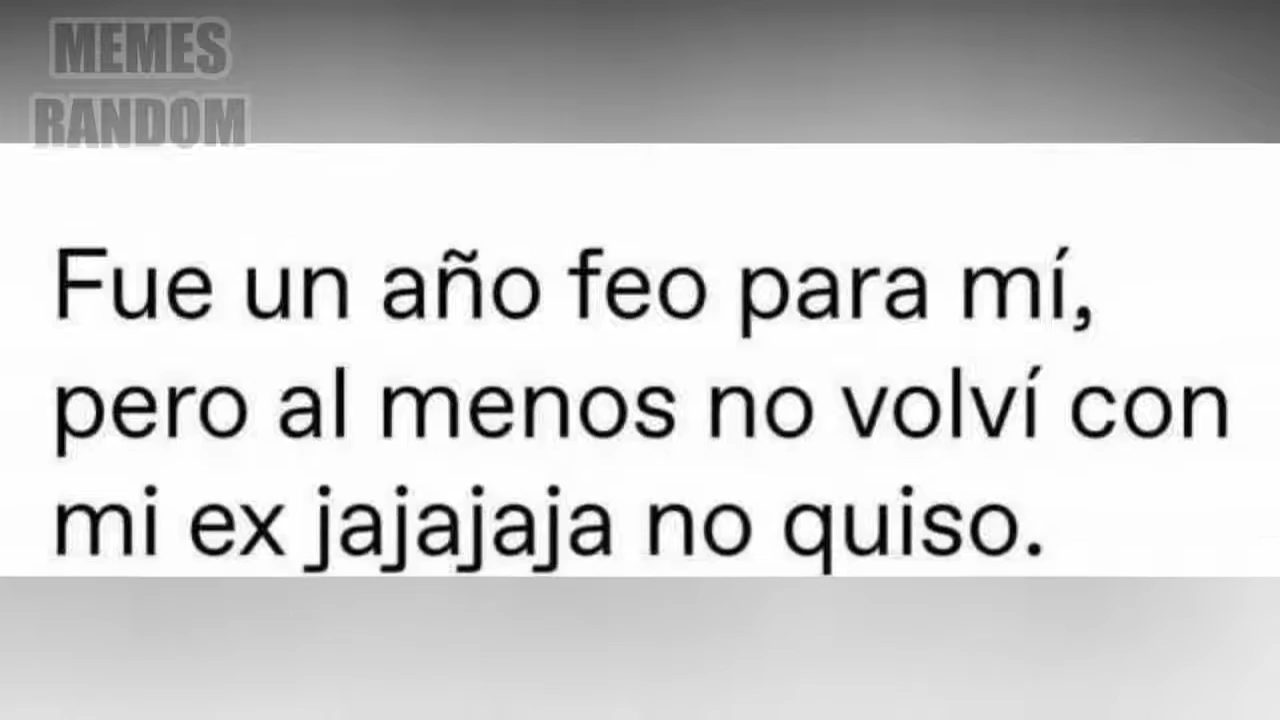 MEMES
RANDOM
Fue un año feo para mí,
pero al menos no volví con
mi ex jajajaja no quiso.